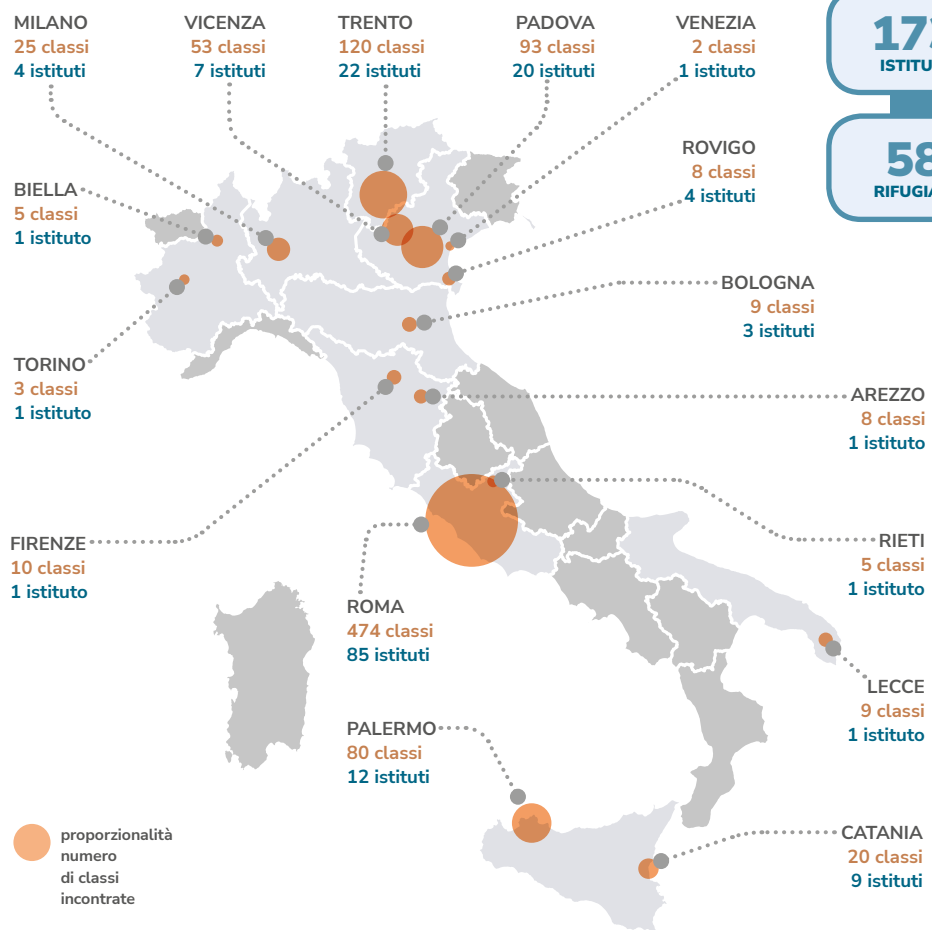 MILANO
25 classi
4 istituti
VICENZA
53 classi
7 istituti
TRENTO
120 classi
22 istituti
PADOVA
93 classi
20 istituti
VENEZIA
2 classi
1 istituto
ROVIGO
8 classi
4 istituti
BIELLA
5 classi
1 istituto
BOLOGNA
9 classi
3 istituti
TORINO
3 classi
1 istituto
AREZZO
8 classi
1 istituto
FIRENZE
10 classi
1 istituto
RIETI
5 classi
1 istituto
ROMA
474 classi
85 istituti
LECCE
9 classi
1 istituto
PALERMO
80 classi
12 istituti
CATANIA
20 classi
9 istituti
proporzionalità
numero
di classi
incontrate